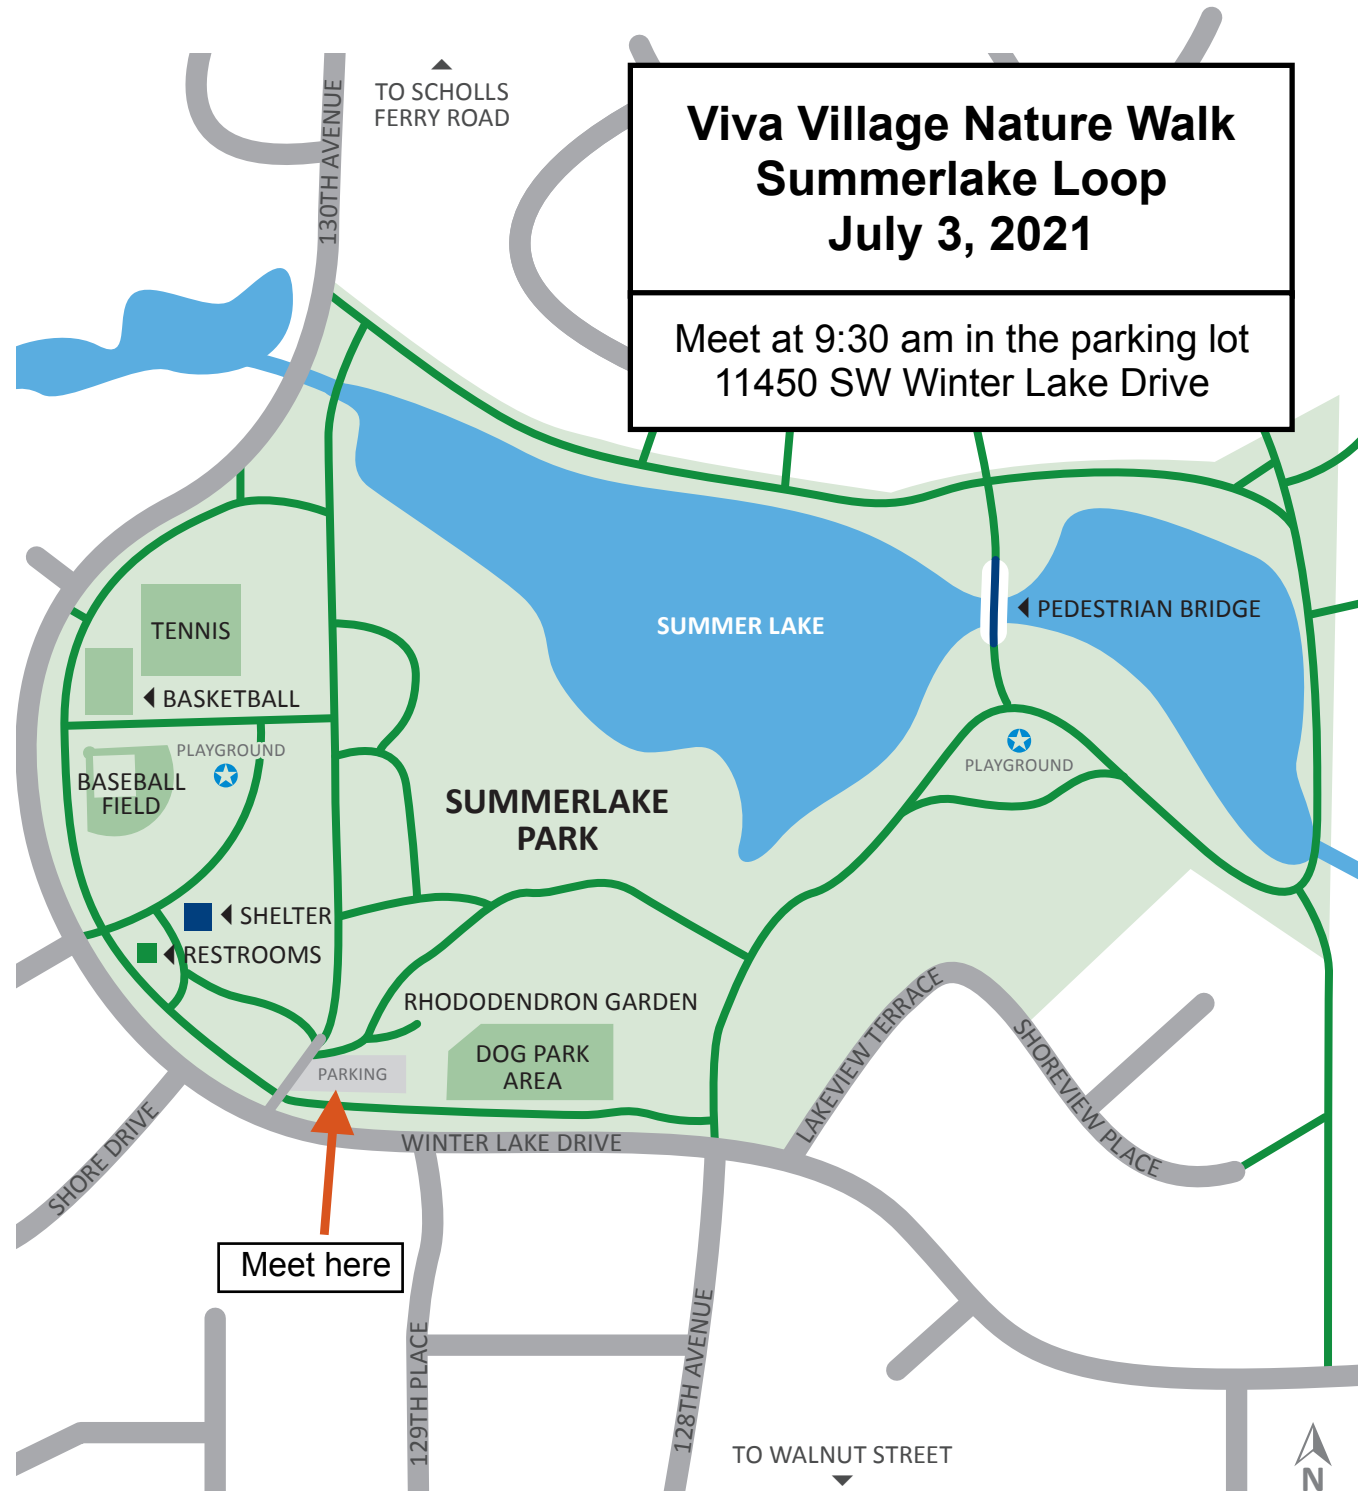 TO SCHOLLS
FERRY ROAD
130TH AVENUE
Viva Village Nature Walk
Summerlake Loop
July 3, 2021
Meet at 9:30 am in the parking lot
11450 SW Winter Lake Drive
TENNIS
BASKETBALL
PLAYGROUND
BASEBALL
FIELD
SUMMER LAKE
PEDESTRIAN BRIDGE
PLAYGROUND
SUMMERLAKE
PARK
SHELTER
RESTROOMS
RHODODENDRON GARDEN
DOG PARK
AREA
PARKING
LAKEVIEW TERRACE
SHOREVIEW PLACE
SHORE DRIVE
WINTER LAKE DRIVE
Meet here
129TH PLACE
128TH AVENUE
TO WALNUT STREET
N